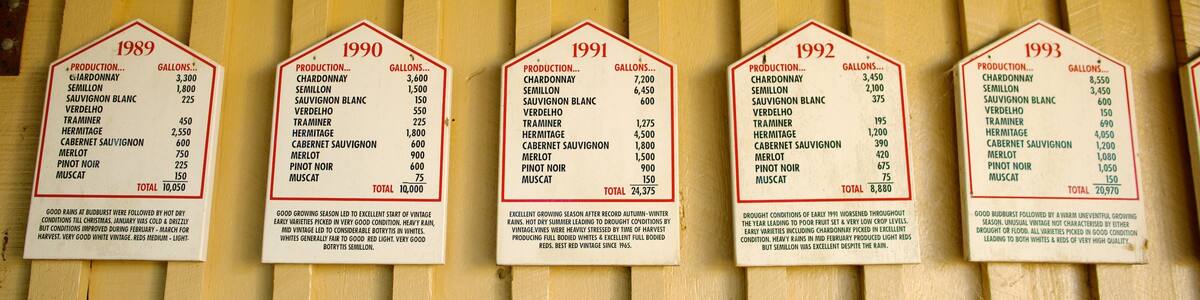 1989
PRODUCTION... GALLONS...
CHARDONNAY 3,300
SEMILLON 1,800
SAUVIGNON BLANC 225
VERDELHO
TRAMINER 450
HERMITAGE 2,550
CABERNET SAUVIGNON 600
MERLOT 750
PINOT NOIR 225
MUSCAT 150
TOTAL 10,050
GOOD RAINS AT BUDBURST WERE FOLLOWED BY HOT DRY
CONDITIONS TILL CHRISTMAS. JANUARY WAS COLD & DRIZZLY
BUT CONDITIONS IMPROVED DURING FEBRUARY - MARCH FOR
HARVEST. VERY GOOD WHITE VINTAGE. REDS MEDIUM - LIGHT-
1990
PRODUCTION... GALLONS...
CHARDONNAY 3,600
SEMILLON 1,500
SAUVIGNON BLANC 150
VERDELHO 550
TRAMINER 225
HERMITAGE 1,800
CABERNET SAUVIGNON 600
MERLOT 900
PINOT NOIR 600
MUSCAT 75
TOTAL 10,000
GOOD GROWING SEASON LED TO EXCELLENT START OF VINTAGE
EARLY VARIETIES PICKED IN VERY GOOD CONDITION. HEAVY RAIN,
MID VINTAGE LED TO CONSIDERABLE BOTRYTIS IN WHITES.
WHITES GENERALLY FAIR TO GOOD RED LIGHT. VERY GOOD
BOTRYTIS SEMILLON.
1991
PRODUCTION... GALLONS...
CHARDONNAY 7,200
SEMILLON 6,450
SAUVIGNON BLANC 600
VERDELHO
TRAMINER 1,275
HERMITAGE 4,500
CABERNET SAUVIGNON 1,800
MERLOT 1,500
PINOT NOIR 900
MUSCAT 150
TOTAL 24,375
EXCELLENT GROWING SEASON AFTER RECORD AUTUMN-WINTER
RAINS. HOT DRY SUMMER LEADING TO DROUGHT CONDITIONS BY
VINTAGE.VINES WERE HEAVILY STRESSED BY TIME OF HARVEST
PRODUCING FULL BODIED WHITES & EXCELLENT FULL BODIED
REDS. BEST RED VINTAGE SINCE 1965.
1992
PRODUCTION... GALLONS...
CHARDONNAY 3,450
SEMILLON 2,100
SAUVIGNON BLANC 375
VERDELHO
TRAMINER 195
HERMITAGE 1,200
CABERNET SAUVIGNON 390
MERLOT 420
PINOT NOIR 675
MUSCAT 75
TOTAL 8,880
DROUGHT CONDITIONS OF EARLY 1991 WORSENED THROUGHOUT
THE YEAR LEADING TO POOR FRUIT SET & VERY LOW CROP LEVELS.
EARLY VARIETIES INCLUDING CHARDONNAY PICKED IN EXCELLENT
CONDITION. HEAVY RAINS IN MID FEBRUARY PRODUCED LIGHT REDS
BUT SEMILLON WAS EXCELLENT DESPITE THE RAIN.
1993
PRODUCTION... GALLONS...
CHARDONNAY 8,550
SEMILLON 3,450
SAUVIGNON BLANC 600
VERDELHO 150
TRAMINER 690
HERMITAGE 4,050
CABERNET SAUVIGNON 1,200
MERLOT 1,080
PINOT NOIR 1,050
MUSCAT 150
TOTAL 20,970
GOOD BUDBURST FOLLOWED BY A WARM UNEVENTFUL GROWING
SEASON. UNUSUAL VINTAGE NOT CHARACTERISED BY EITHER
DROUGHT OR FLOOD. ALL VARIETIES PICKED IN GOOD CONDITION
LEADING TO BOTH WHITES & REDS OF VERY HIGH QUALITY.